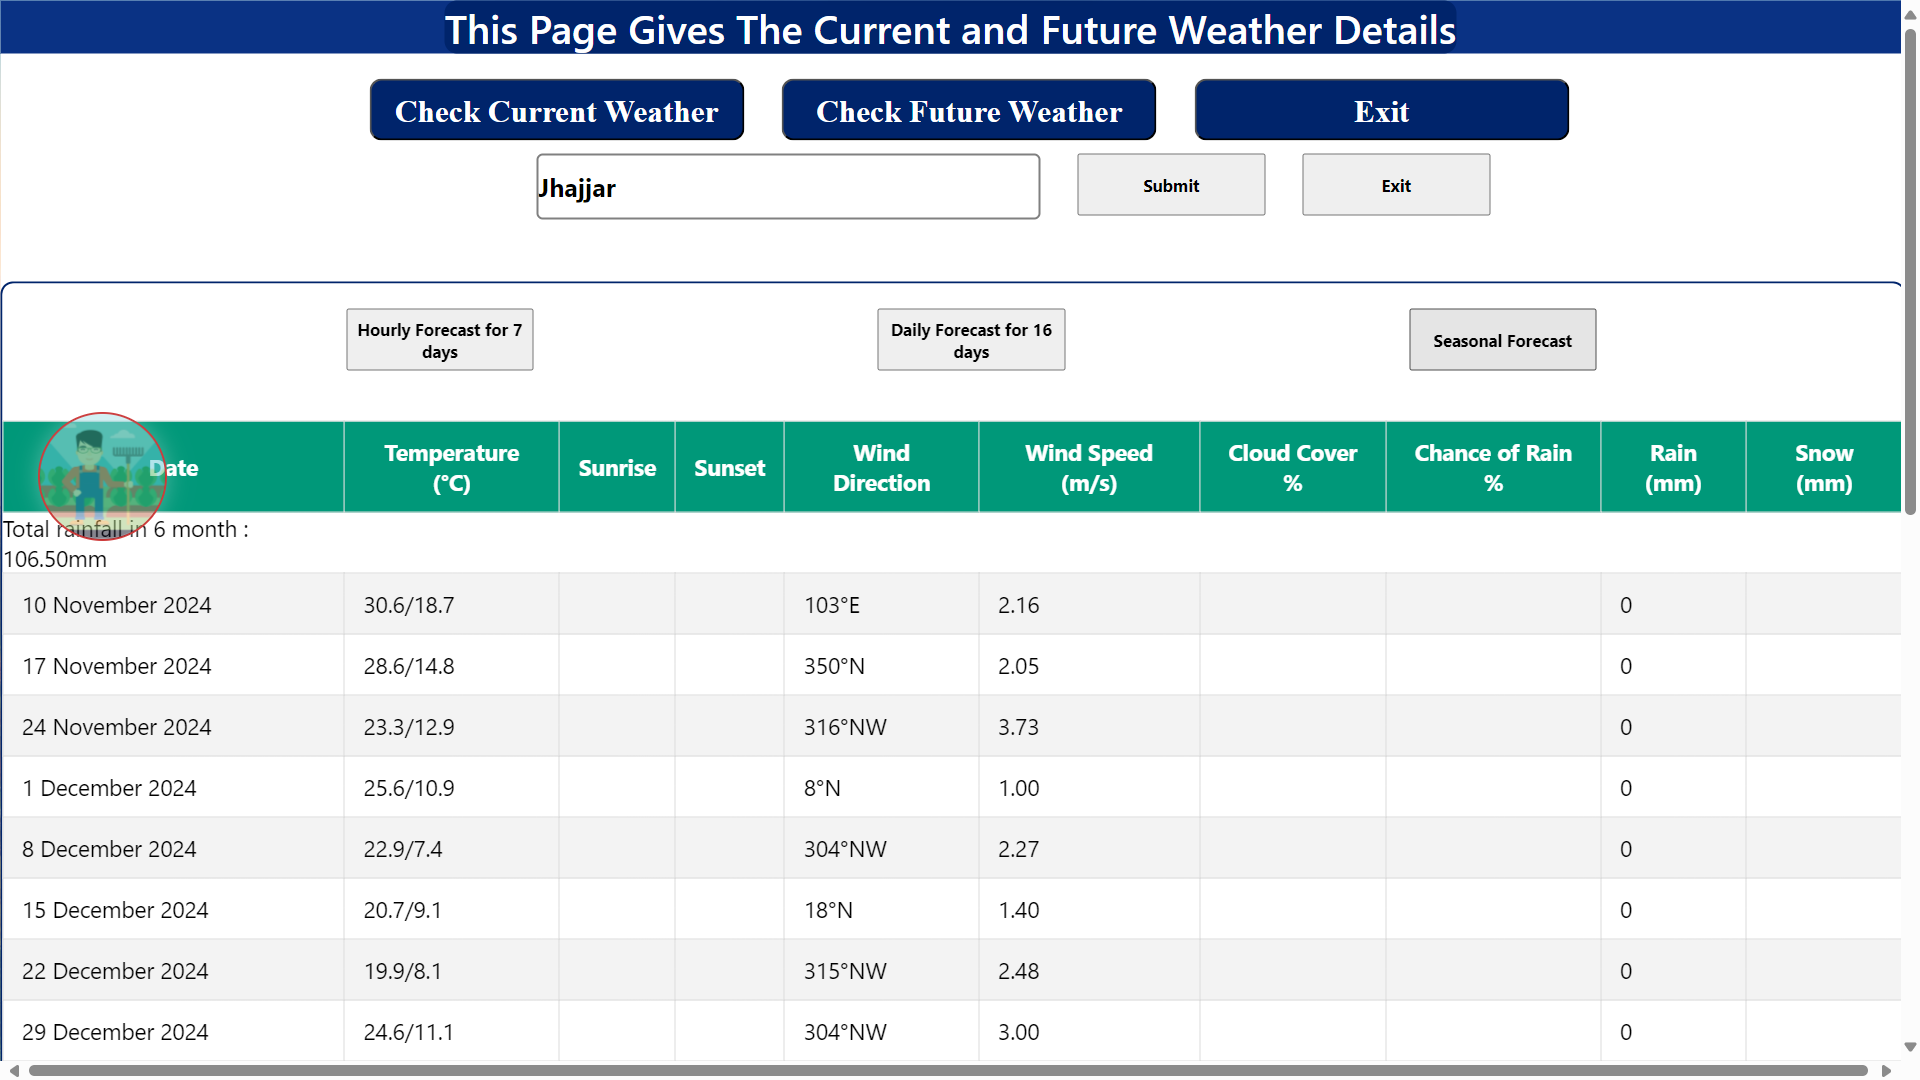 This Page Gives The Current and Future Weather Details
Check Current Weather Check Future Weather Exit
Jhajjar Submit Exit
Hourly Forecast for 7 days Daily Forecast for 16 days Seasonal Forecast
Date Temperature (°C) Sunrise Sunset Wind Direction Wind Speed (m/s) Cloud Cover % Chance of Rain % Rain (mm) Snow (mm)
Total rainfall in 6 month :
106.50mm
10 November 2024 30.6/18.7 103°E 2.16 0
17 November 2024 28.6/14.8 350°N 2.05 0
24 November 2024 23.3/12.9 316°NW 3.73 0
1 December 2024 25.6/10.9 8°N 1.00 0
8 December 2024 22.9/7.4 304°NW 2.27 0
15 December 2024 20.7/9.1 18°N 1.40 0
22 December 2024 19.9/8.1 315°NW 2.48 0
29 December 2024 24.6/11.1 304°NW 3.00 0